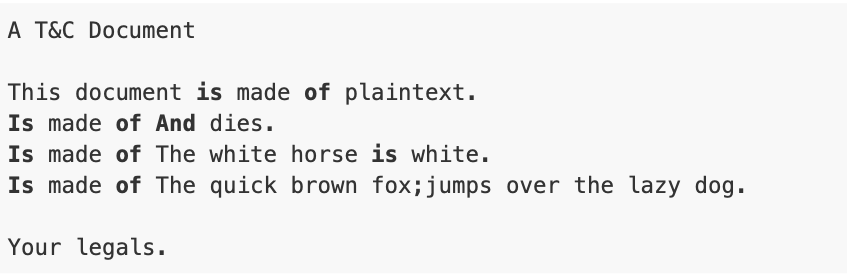 A T&C Document

This document is made of plaintext.
Is made of And dies.
Is made of The white horse is white.
Is made of The quick brown fox;jumps over the lazy dog.

Your legals.